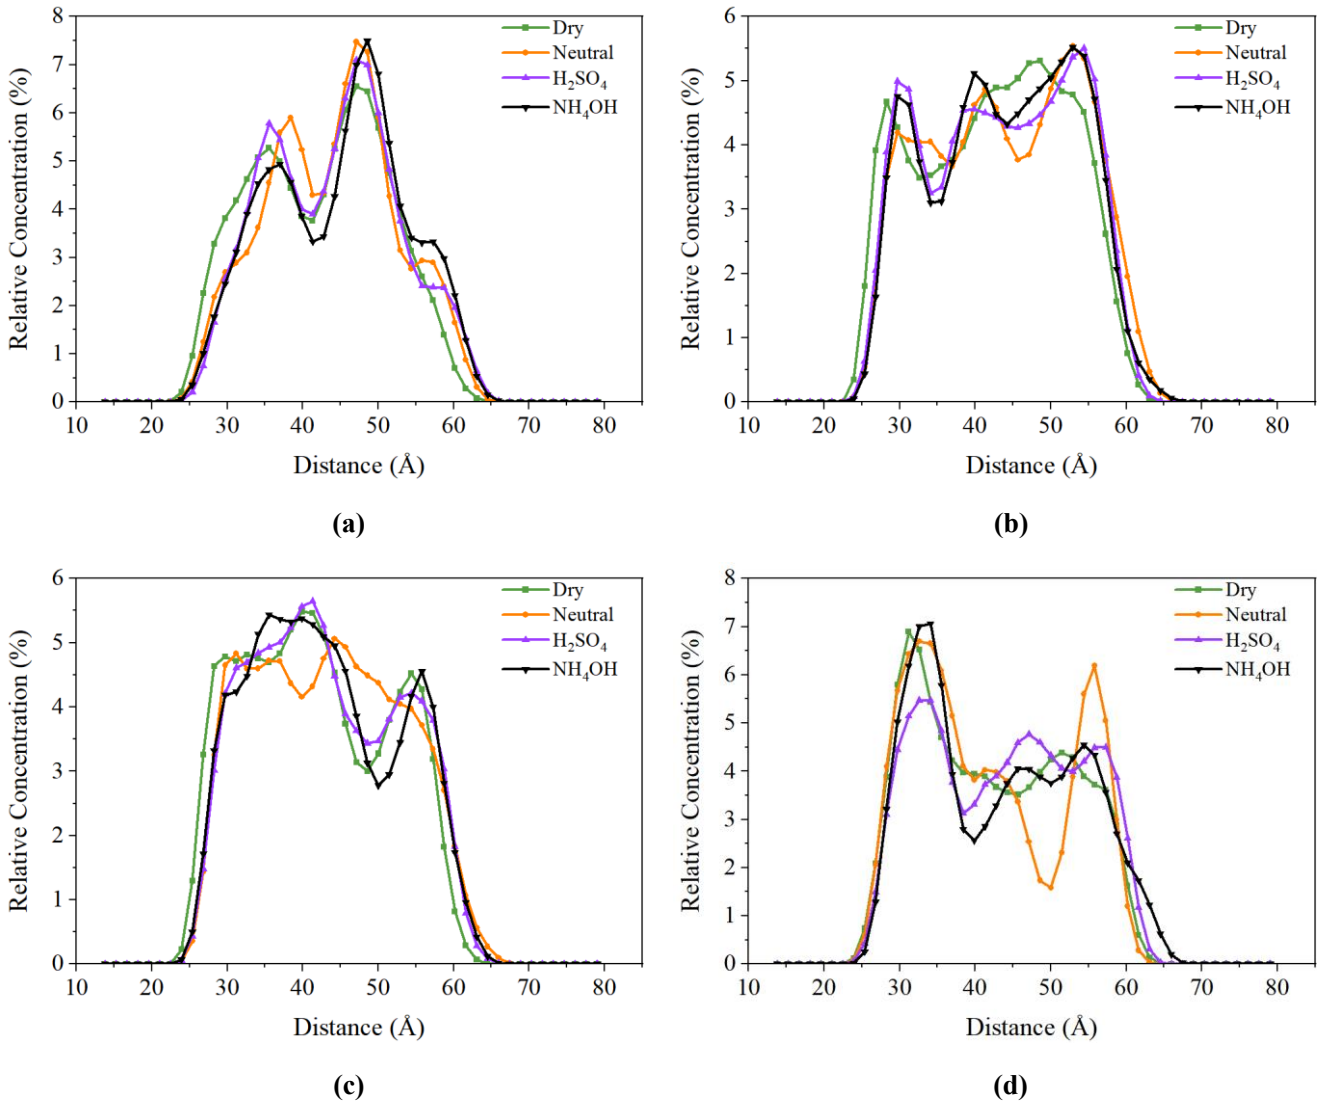 8
7
6
5
4
3
2
1
0
10 20 30 40 50 60 70 80
Relative Concentration (%)
Distance (Å)
Dry
Neutral
H₂SO₄
NH₄OH
(a)
6
5
4
3
2
1
0
10 20 30 40 50 60 70 80
Relative Concentration (%)
Distance (Å)
Dry
Neutral
H₂SO₄
NH₄OH
(b)
6
5
4
3
2
1
0
10 20 30 40 50 60 70 80
Relative Concentration (%)
Distance (Å)
Dry
Neutral
H₂SO₄
NH₄OH
(c)
8
7
6
5
4
3
2
1
0
10 20 30 40 50 60 70 80
Relative Concentration (%)
Distance (Å)
Dry
Neutral
H₂SO₄
NH₄OH
(d)